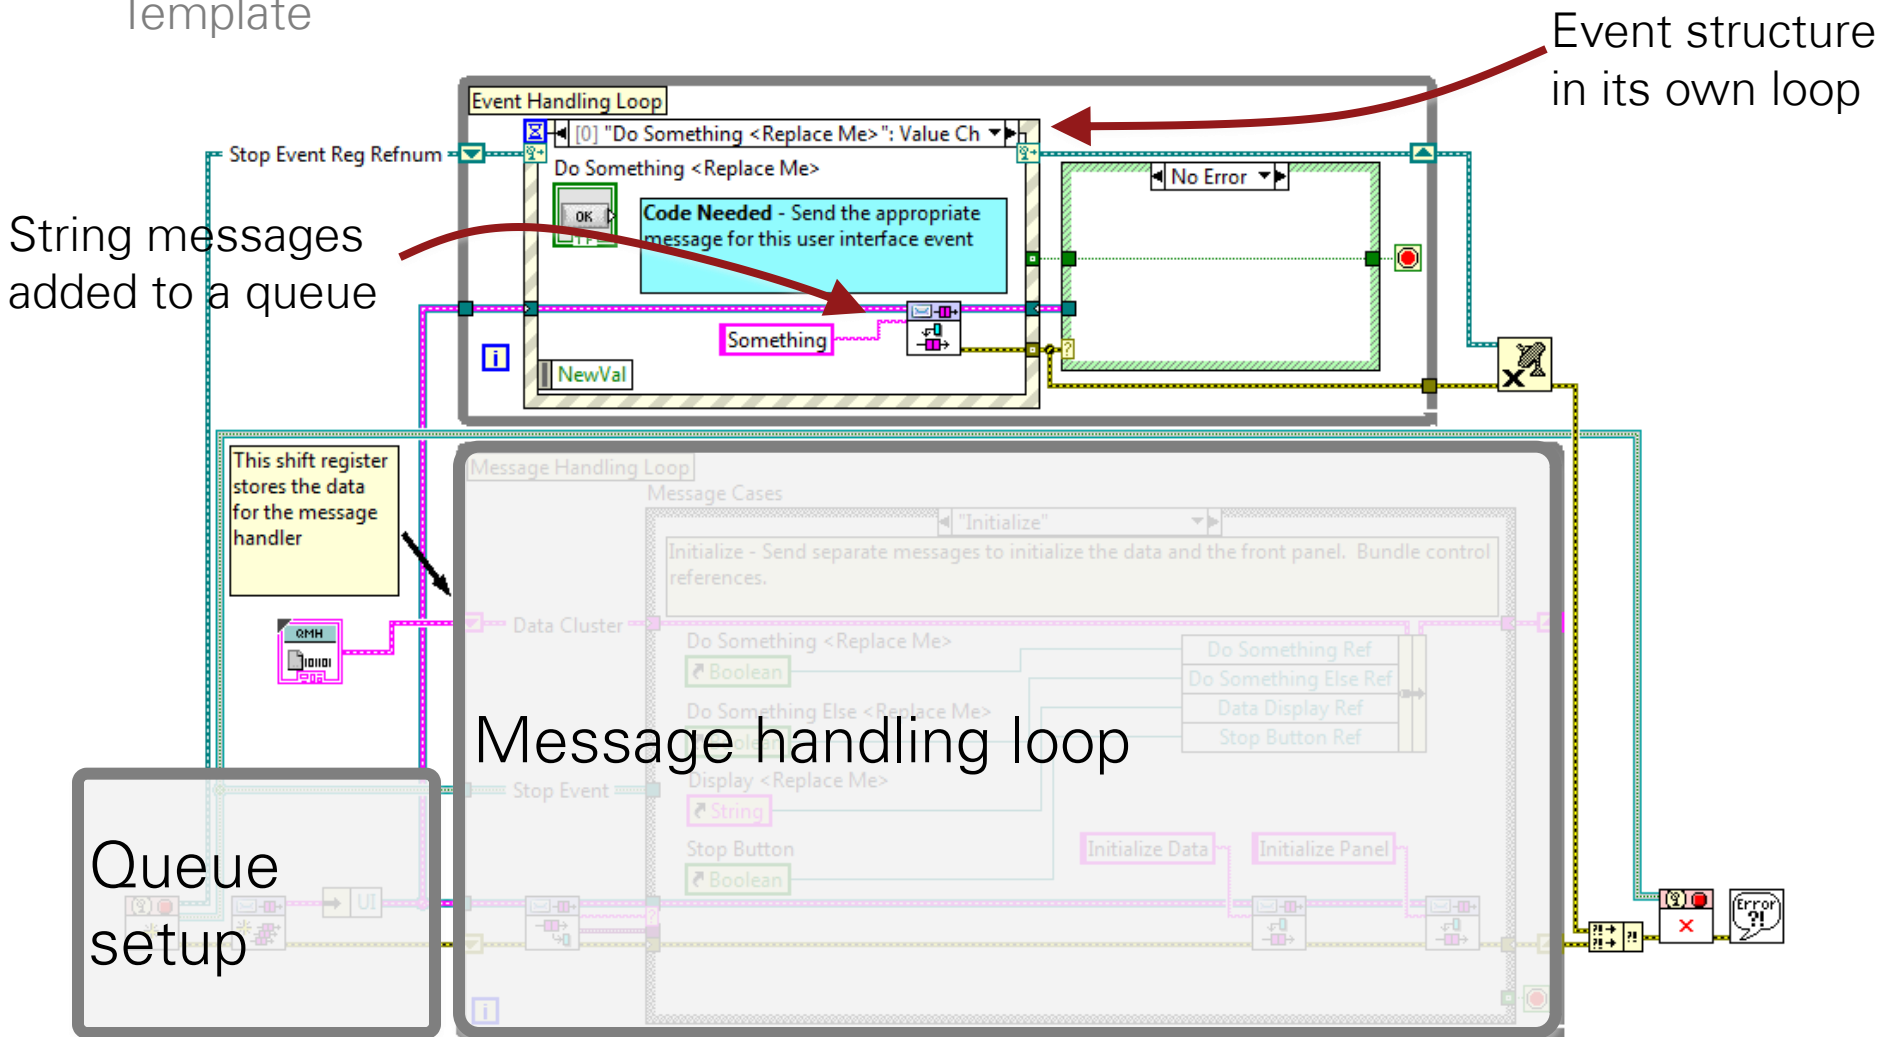 Template
Event structure
in its own loop
Event Handling Loop
[0] "Do Something <Replace Me>": Value Ch
Stop Event Reg Refnum
Do Something <Replace Me>
No Error
OK
TF
Code Needed - Send the appropriate
message for this user interface event
String messages
added to a queue
Something
i
NewVal
This shift register
stores the data
for the message
handler
Message Handling Loop
Message Cases
"Initialize"
Initialize - Send separate messages to initialize the data and the front panel. Bundle control
references.
QMH
Data Cluster
Do Something <Replace Me>
Boolean
Do Something Ref
Do Something Else Ref
Do Something Else <Replace Me>
Boolean
Data Display Ref
Stop Button Ref
Message handling loop
Stop Event
Display <Replace Me>
String
Stop Button
Boolean
Initialize Data
Initialize Panel
Queue
setup
UI
Error
?!
i